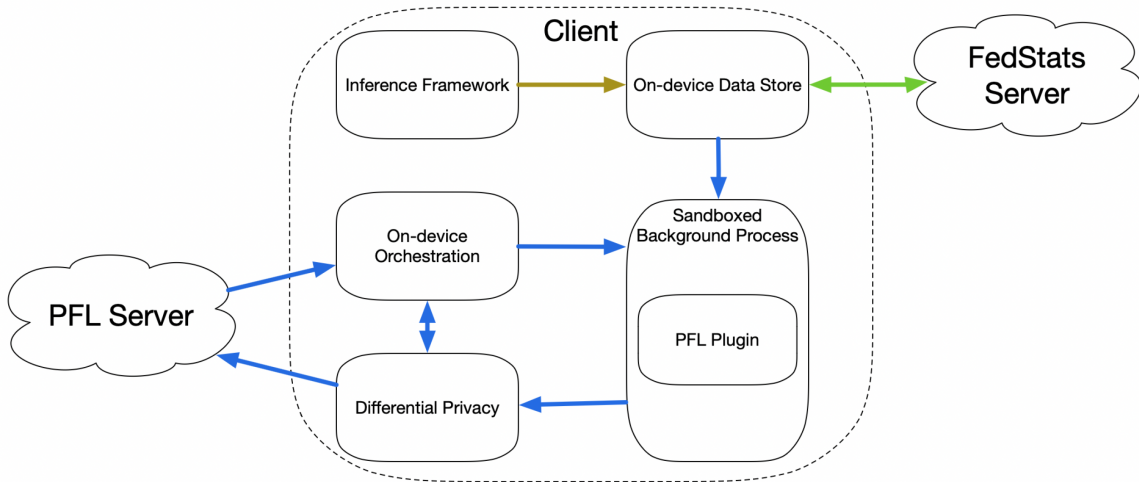 Client
Inference Framework
On-device Data Store
FedStats
Server
On-device
Orchestration
Sandboxed
Background Process
PFL Server
PFL Plugin
Differential Privacy